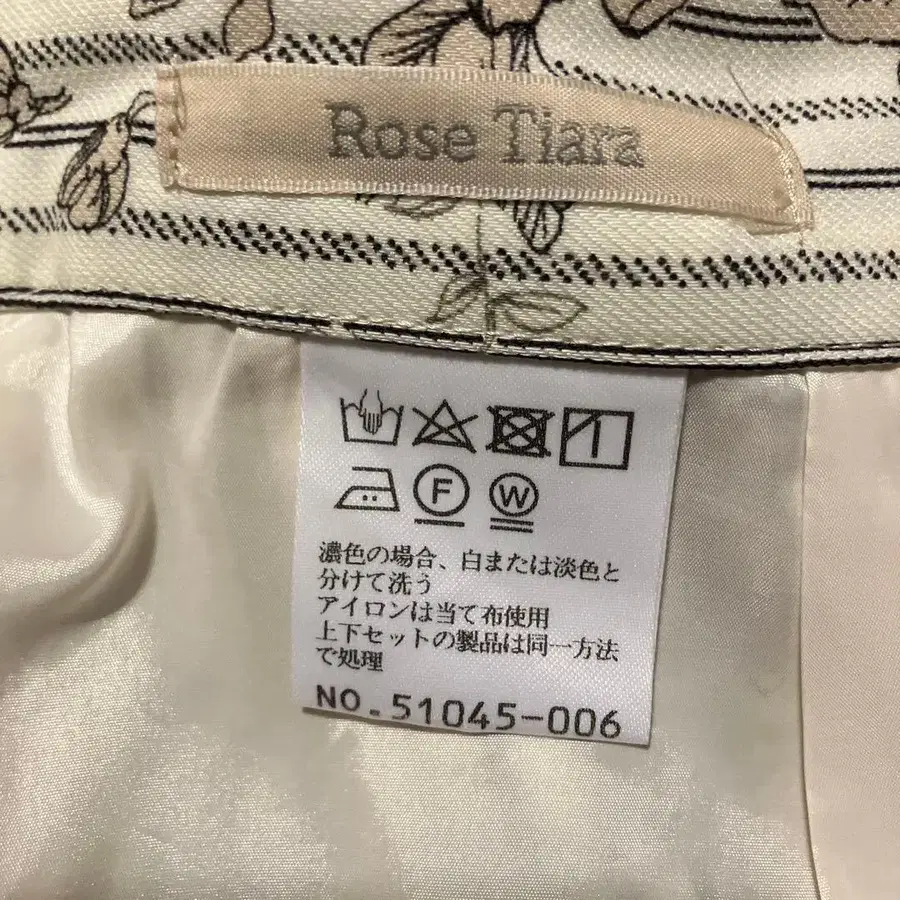 Rose Tiara
F W
濃色の場合、白または淡色と
分けて洗う
アイロンは当て布使用
上下セットの製品は同一方法
で処理
NO.51045-006